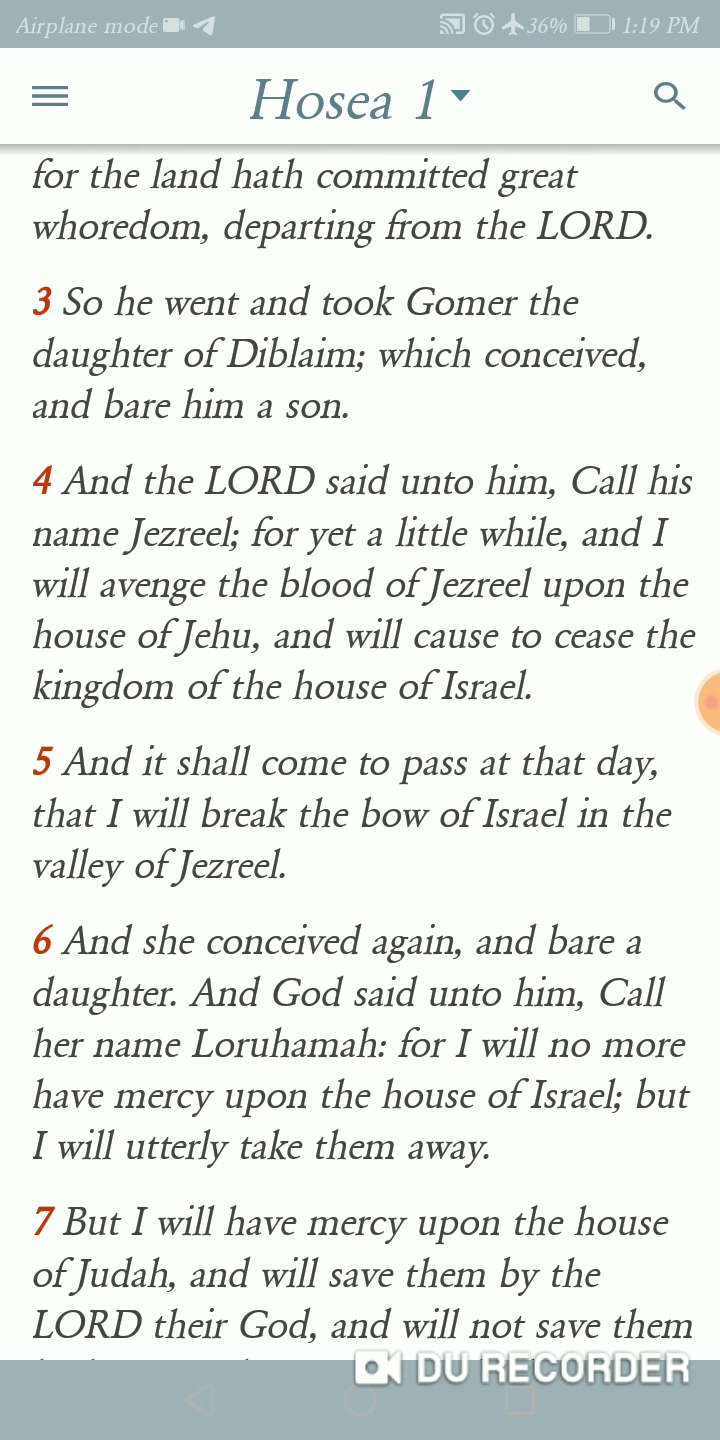 Airplane mode 36% 1:19 PM
Hosea 1
for the land hath committed great
whoredom, departing from the LORD.
3 So he went and took Gomer the
daughter of Diblaim; which conceived,
and bare him a son.
4 And the LORD said unto him, Call his
name Jezreel; for yet a little while, and I
will avenge the blood of Jezreel upon the
house of Jehu, and will cause to cease the
kingdom of the house of Israel.
5 And it shall come to pass at that day,
that I will break the bow of Israel in the
valley of Jezreel.
6 And she conceived again, and bare a
daughter. And God said unto him, Call
her name Loruhamah: for I will no more
have mercy upon the house of Israel; but
I will utterly take them away.
7 But I will have mercy upon the house
of Judah, and will save them by the
LORD their God, and will not save them
DU RECORDER